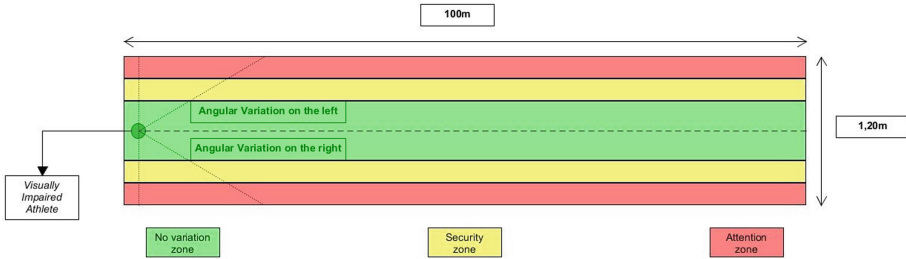 100m
Angular Variation on the left
Angular Variation on the right
1,20m
Visually
Impaired
Athlete
No variation
zone
Security
zone
Attention
zone